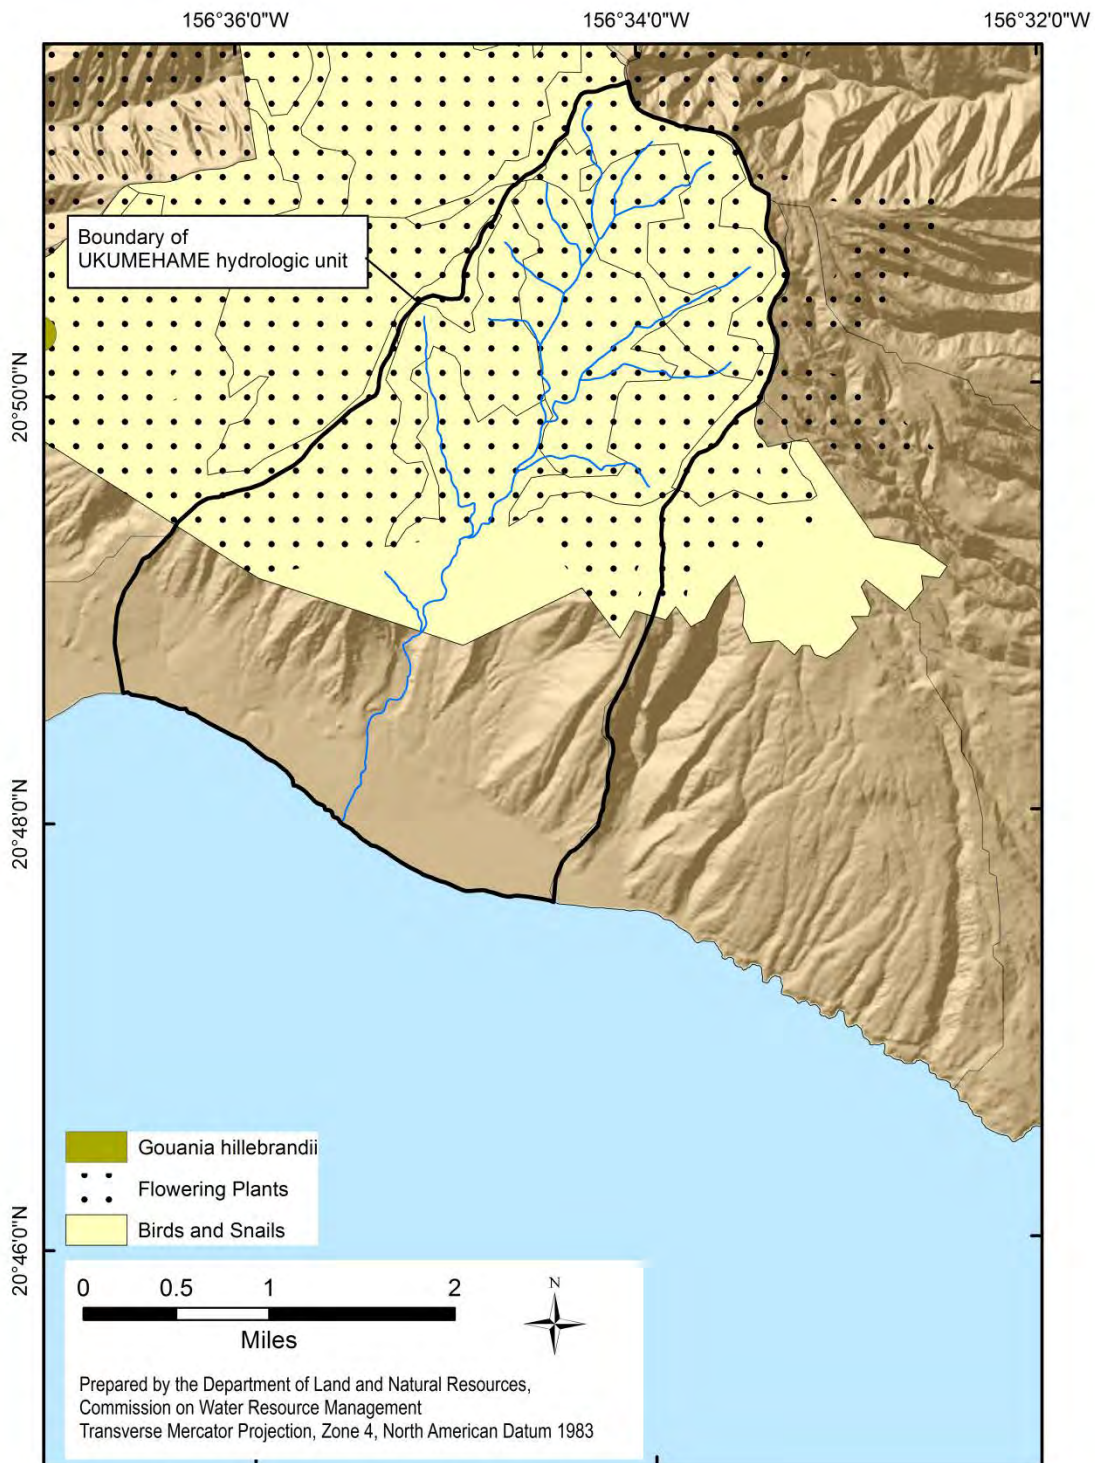 156°36'0"W
156°34'0"W
156°32'0"W
Boundary of
UKUMEHAME hydrologic unit
20°50'0"N
20°48'0"N
20°46'0"N
Gouania hillebrandii
Flowering Plants
Birds and Snails
0 0.5 1 2
Miles
N
Prepared by the Department of Land and Natural Resources,
Commission on Water Resource Management
Transverse Mercator Projection, Zone 4, North American Datum 1983